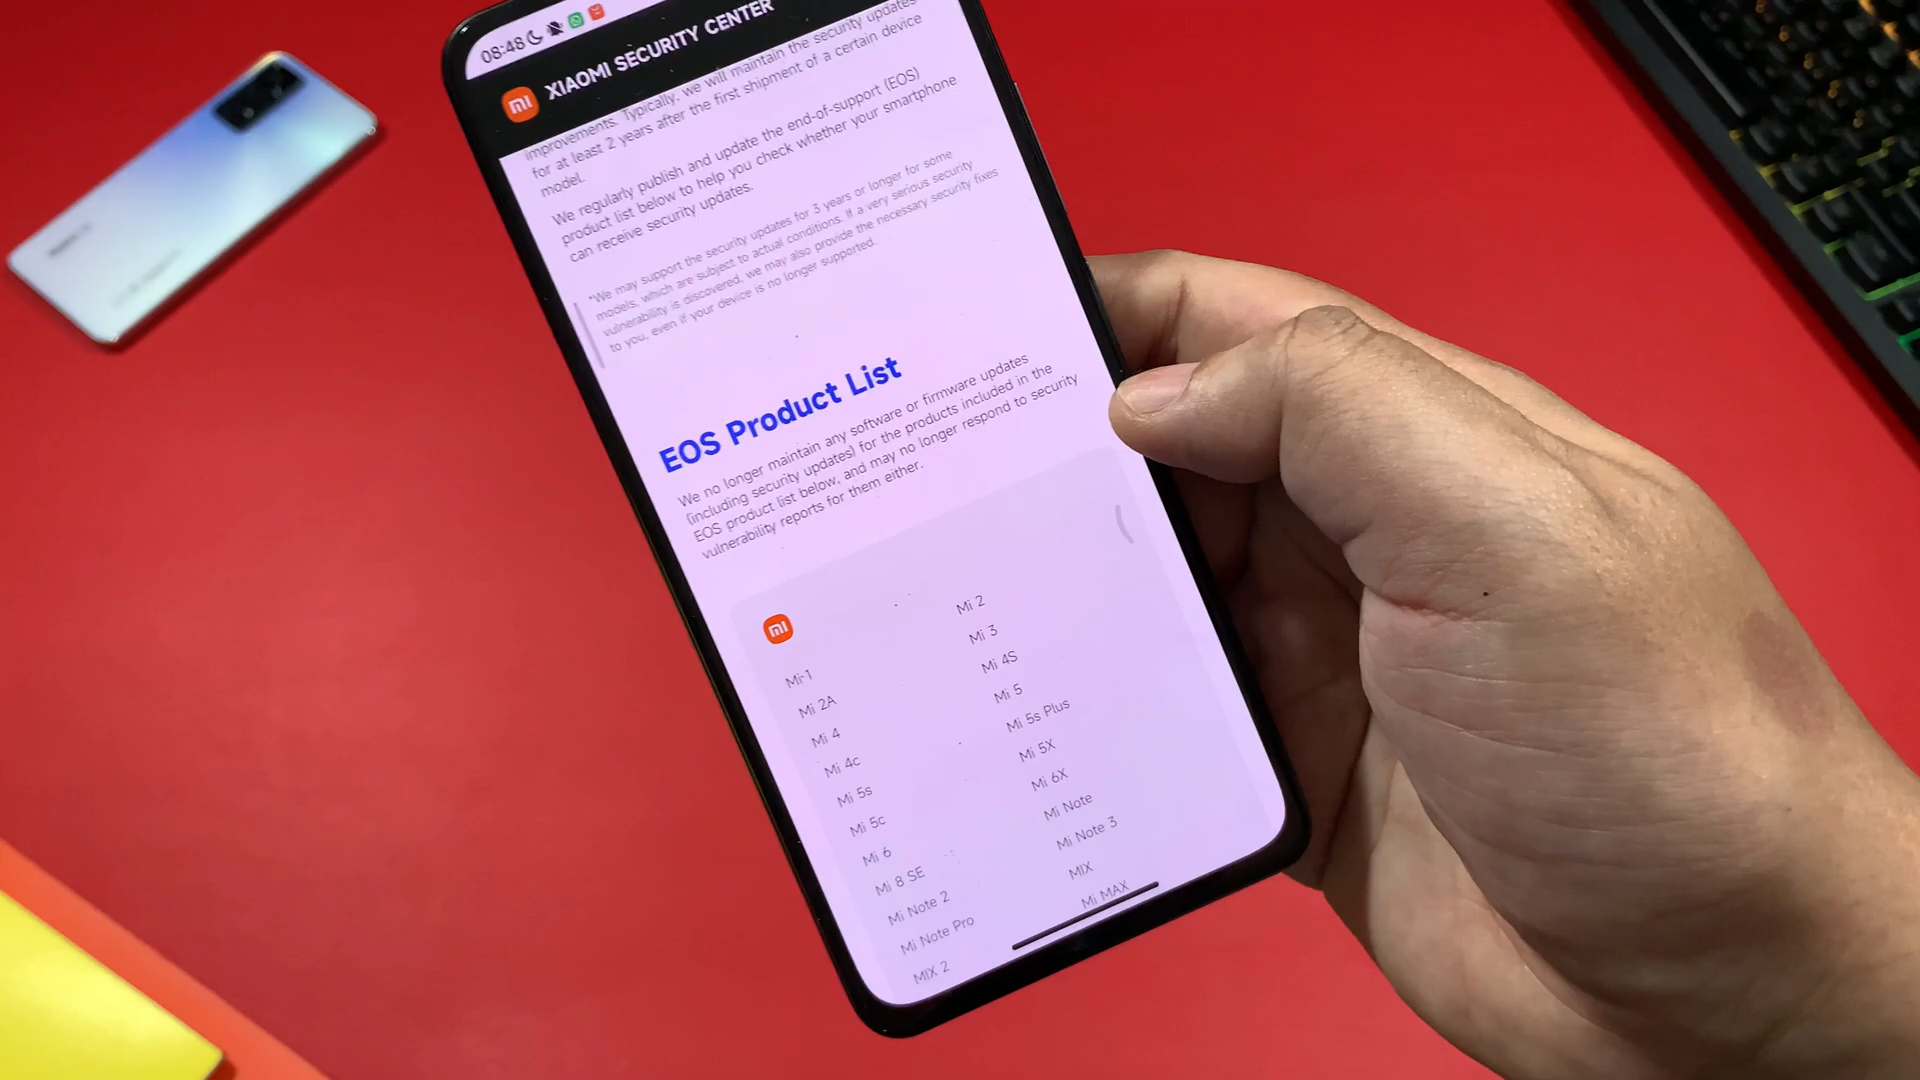 08:48
mi XIAOMI SECURITY CENTER
improvements. Typically, we will maintain the security updates
for at least 2 years after the first shipment of a certain device
model.
We regularly publish and update the end-of-support (EOS)
product list below to help you check whether your smartphone
can receive security updates.
*We may support the security updates for 3 years or longer for some
models, which are subject to actual conditions. If a very serious security
vulnerability is discovered, we may also provide the necessary security fixes
to you, even if your device is no longer supported.
EOS Product List
We no longer maintain any software or firmware updates
(including security updates) for the products included in the
EOS product list below, and may no longer respond to security
vulnerability reports for them either.
mi
Mi 1
Mi 2
Mi 2A
Mi 3
Mi 4
Mi 4S
Mi 4c
Mi 5
Mi 5s
Mi 5s Plus
Mi 5c
Mi 5X
Mi 6
Mi 6X
Mi 8 SE
Mi Note
Mi Note 2
Mi Note 3
Mi Note Pro
MIX
MIX 2
Mi MAX